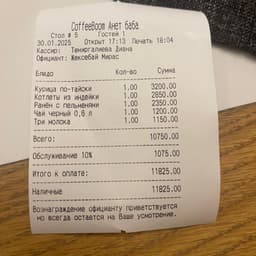 CoffeeBoom Анет баба
Стол # 5 Гостей 1
30.01.2025 Открыт 17:13 Печать 18:04
Кассир: Темиргалиева Диана
Официант: Жаксебай Мирас
Блюдо Кол-во Сумма
Курица по-тайски 1,00 3200.00
Котлеты из индейки 1,00 2850.00
Рамён с пельменями 1,00 2350.00
Чай черный 0,6 л 1,00 1200.00
Три молока 1,00 1150.00
Всего: 10750.00
Обслуживание 10% 1075.00
Итого к оплате: 11825.00
Наличные 11825.00
Вознаграждение официанту приветствуется
но всегда остается на Ваше усмотрение.